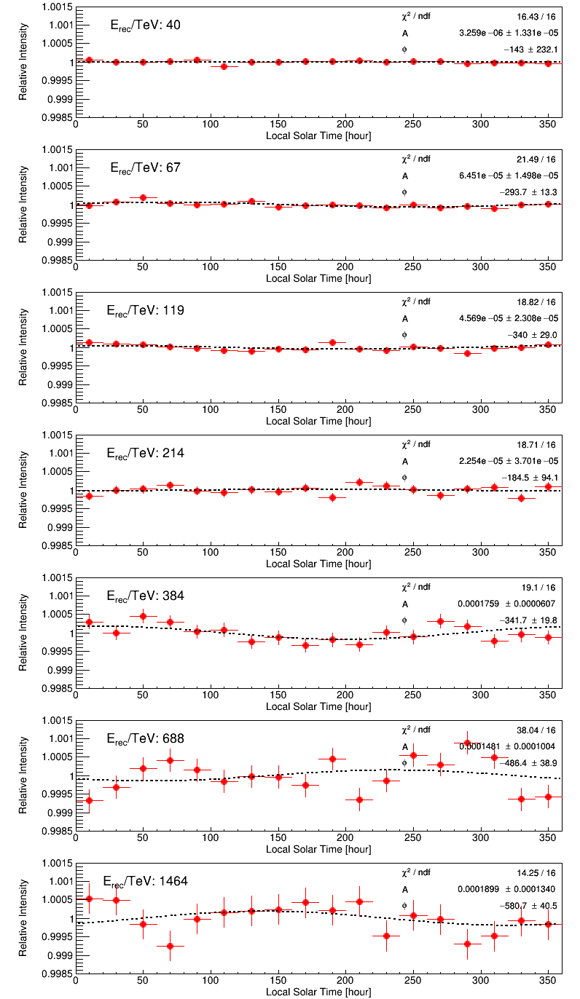 1.0015
1.001
1.0005
1
0.9995
0.999
0.9985
Relative Intensity
E_rec/TeV: 40
χ² / ndf 16.43 / 16
A 3.259e−06 ± 1.331e−05
ϕ −143 ± 232.1
0 50 100 150 200 250 300 350
Local Solar Time [hour]
1.0015
1.001
1.0005
1
0.9995
0.999
0.9985
Relative Intensity
E_rec/TeV: 67
χ² / ndf 21.49 / 16
A 6.451e−05 ± 1.498e−05
ϕ −293.7 ± 13.3
0 50 100 150 200 250 300 350
Local Solar Time [hour]
1.0015
1.001
1.0005
1
0.9995
0.999
0.9985
Relative Intensity
E_rec/TeV: 119
χ² / ndf 18.82 / 16
A 4.569e−05 ± 2.308e−05
ϕ −340 ± 29.0
0 50 100 150 200 250 300 350
Local Solar Time [hour]
1.0015
1.001
1.0005
1
0.9995
0.999
0.9985
Relative Intensity
E_rec/TeV: 214
χ² / ndf 18.71 / 16
A 2.254e−05 ± 3.701e−05
ϕ −184.5 ± 94.1
0 50 100 150 200 250 300 350
Local Solar Time [hour]
1.0015
1.001
1.0005
1
0.9995
0.999
0.9985
Relative Intensity
E_rec/TeV: 384
χ² / ndf 19.1 / 16
A 0.0001759 ± 0.0000607
ϕ −341.7 ± 19.8
0 50 100 150 200 250 300 350
Local Solar Time [hour]
1.0015
1.001
1.0005
1
0.9995
0.999
0.9985
Relative Intensity
E_rec/TeV: 688
χ² / ndf 38.04 / 16
A 0.0001481 ± 0.0001004
ϕ −486.4 ± 38.9
0 50 100 150 200 250 300 350
Local Solar Time [hour]
1.0015
1.001
1.0005
1
0.9995
0.999
0.9985
Relative Intensity
E_rec/TeV: 1464
χ² / ndf 14.25 / 16
A 0.0001899 ± 0.0001340
ϕ −580.7 ± 40.5
0 50 100 150 200 250 300 350
Local Solar Time [hour]